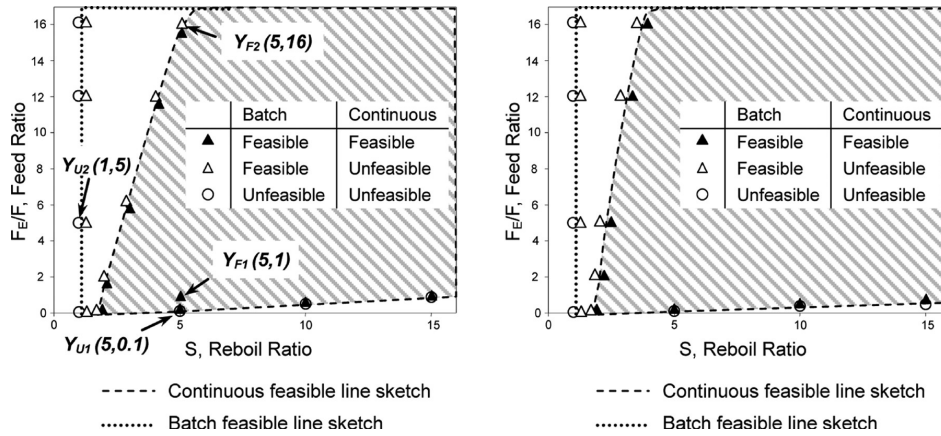 16
14
12
10
8
6
4
2
0
F_E/F, Feed Ratio
Y_F2 (5,16)
Batch Continuous
Feasible Feasible
Feasible Unfeasible
Unfeasible Unfeasible
Y_U2 (1,5)
Y_F1 (5,1)
0 5 10 15
Y_U1 (5,0.1)
S, Reboil Ratio
Continuous feasible line sketch
Batch feasible line sketch
16
14
12
10
8
6
4
2
0
F_E/F, Feed Ratio
Batch Continuous
Feasible Feasible
Feasible Unfeasible
Unfeasible Unfeasible
0 5 10 15
S, Reboil Ratio
Continuous feasible line sketch
Batch feasible line sketch